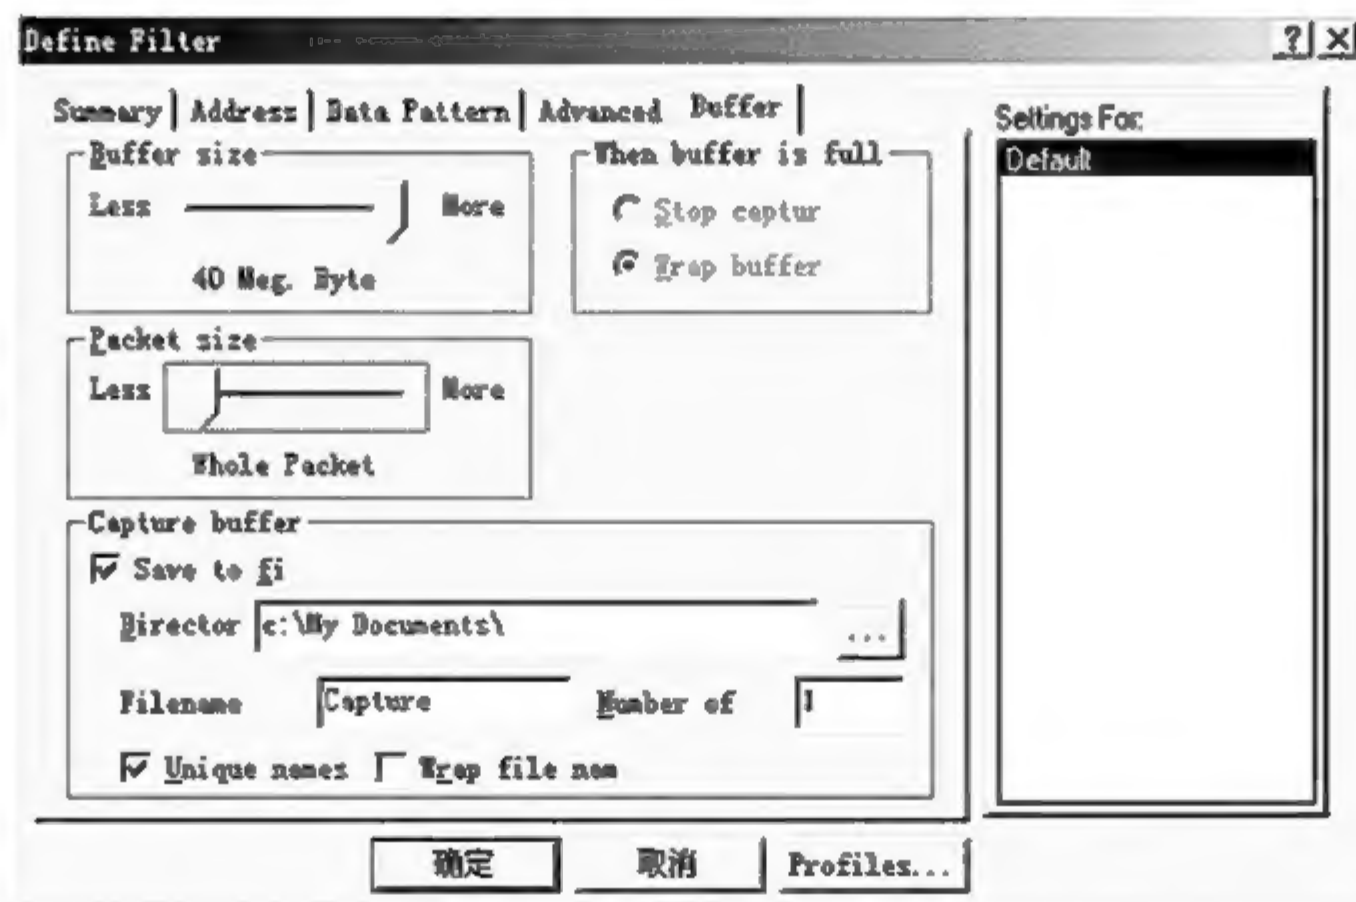 Define Filter
Summary Address Data Pattern Advanced Buffer
Buffer size
Less More
40 Meg. Byte
When buffer is full
Stop captur
Wrap buffer
Packet size
Less More
Whole Packet
Capture buffer
Save to fi
Director c:\My Documents\ ...
Filename Capture Number of 1
Unique names Wrap file nam
Settings For:
Default
确定 取消 Profiles...